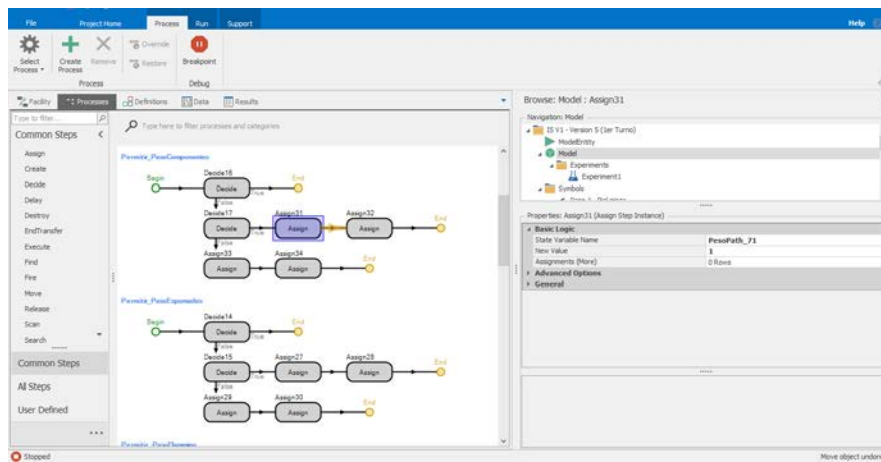 File Project Home Process Run Support Help
Select Process Create Process Remove Override Restore Breakpoint
Process Debug
Facility Processes Definitions Data Results
Browse: Model : Assign31
Type to filter...
Type here to filter processes and categories
Navigation: Model
Common Steps
IS V1 - Version 5 (1er Turno)
ModelEntity
Model
Experiments
Experiment1
Symbols
Assign
Create
Decide
Delay
Destroy
EndTransfer
Execute
Find
Fire
Move
Release
Scan
Search
Common Steps
All Steps
User Defined
Begin Decide16 End
Decide True
False
Decide17 Assign31 Assign32 End
Decide True Assign Assign
False
Assign33 Assign34 End
Assign Assign
Begin Decide14 End
Decide True
False
Decide15 Assign27 Assign28 End
Decide True Assign Assign
False
Assign29 Assign30 End
Assign Assign
Properties: Assign31 (Assign Step Instance)
Basic Logic
State Variable Name PesoPath_71
New Value 1
Assignments (More) 0 Rows
Advanced Options
General
Stopped